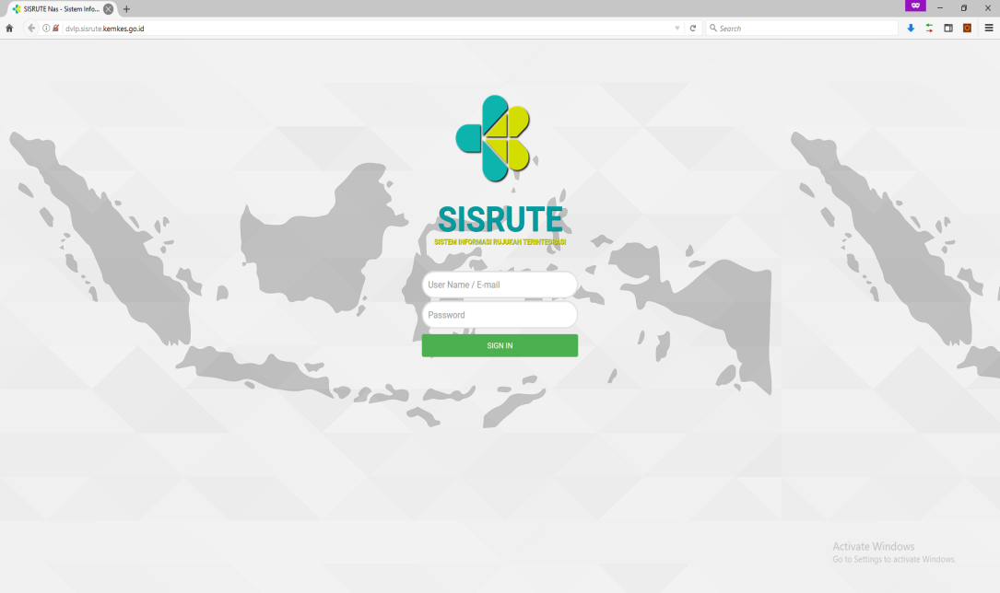 SISRUTE Nas - Sistem Info...
dvlp.sisrute.kemkes.go.id
Search
SISRUTE
SISTEM INFORMASI RUJUKAN TERINTEGRASI
User Name / E-mail
Password
SIGN IN
Activate Windows
Go to Settings to activate Windows.